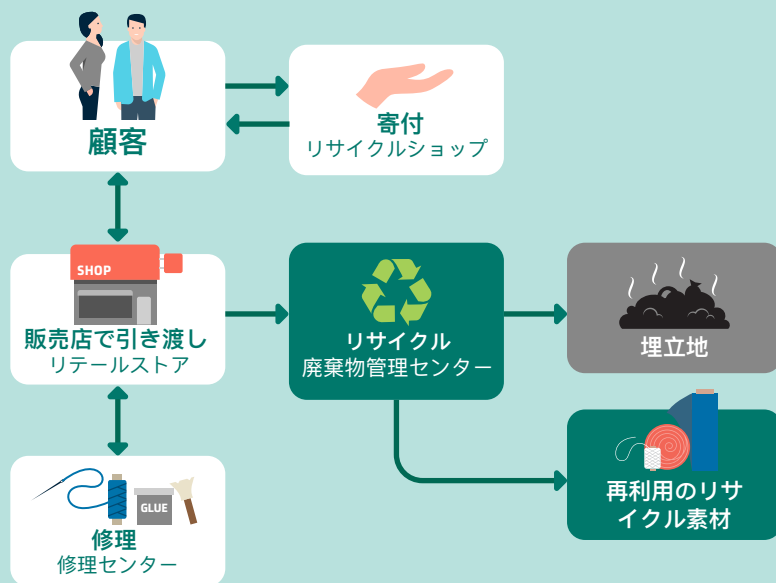 顧客
寄付
リサイクルショップ
SHOP
販売店で引き渡し
リテールストア
リサイクル
廃棄物管理センター
埋立地
再利用のリサ
イクル素材
GLUE
修理
修理センター